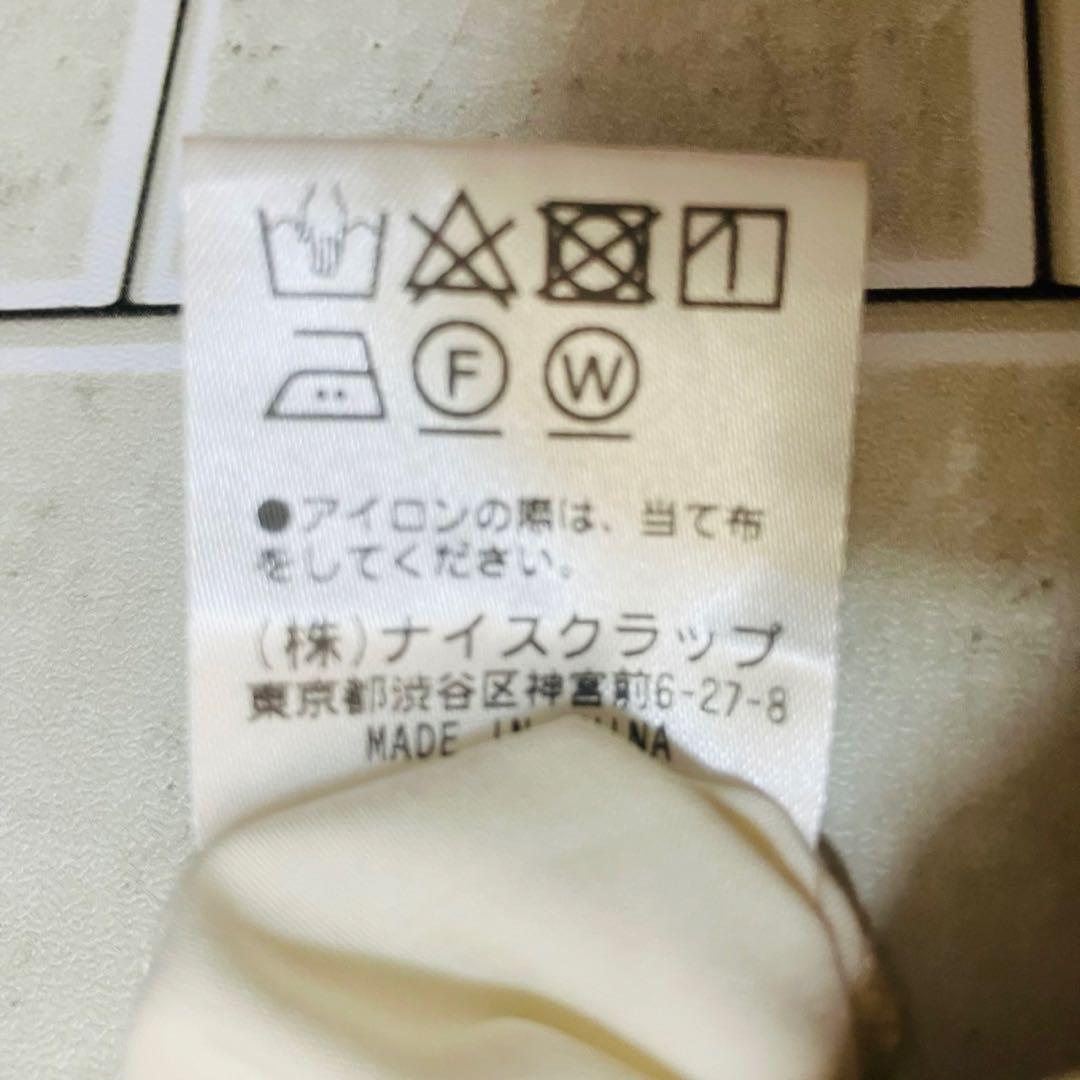 F W
●アイロンの際は、当て布
をしてください。
(株)ナイスクラップ
東京都渋谷区神宮前6-27-8
MADE IN CHINA